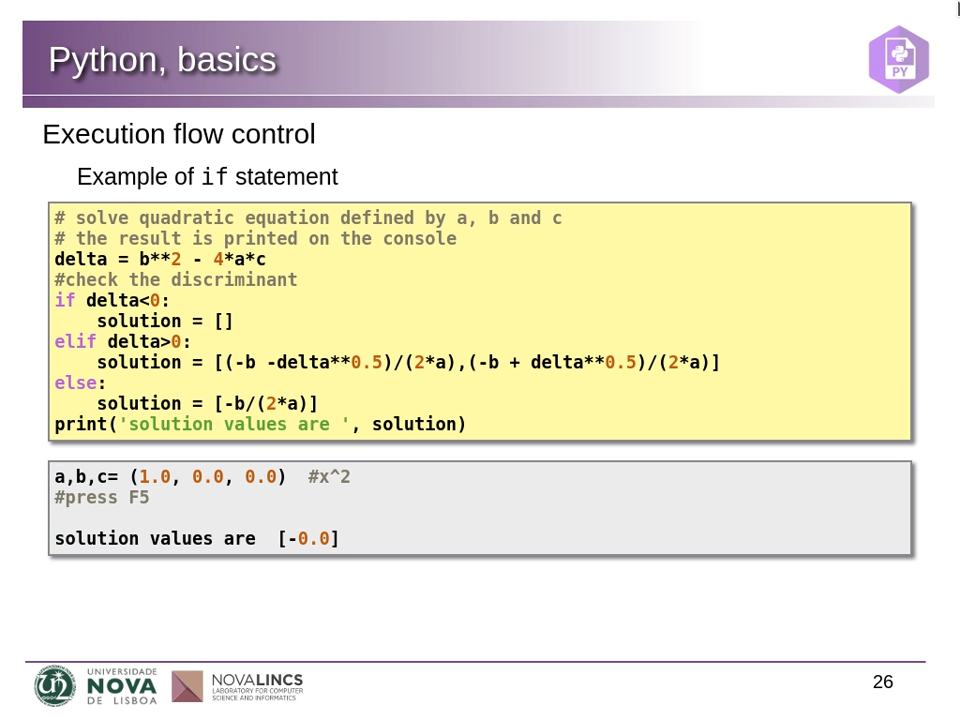 Python, basics
PY
Execution flow control
Example of if statement
# solve quadratic equation defined by a, b and c
# the result is printed on the console
delta = b**2 - 4*a*c
#check the discriminant
if delta<0:
    solution = []
elif delta>0:
    solution = [(-b -delta**0.5)/(2*a),(-b + delta**0.5)/(2*a)]
else:
    solution = [-b/(2*a)]
print('solution values are ', solution)
a,b,c= (1.0, 0.0, 0.0)  #x^2
#press F5
solution values are  [-0.0]
UNIVERSIDADE
NOVA
DE LISBOA
NOVALINCS
LABORATORY FOR COMPUTER
SCIENCE AND INFORMATICS
26